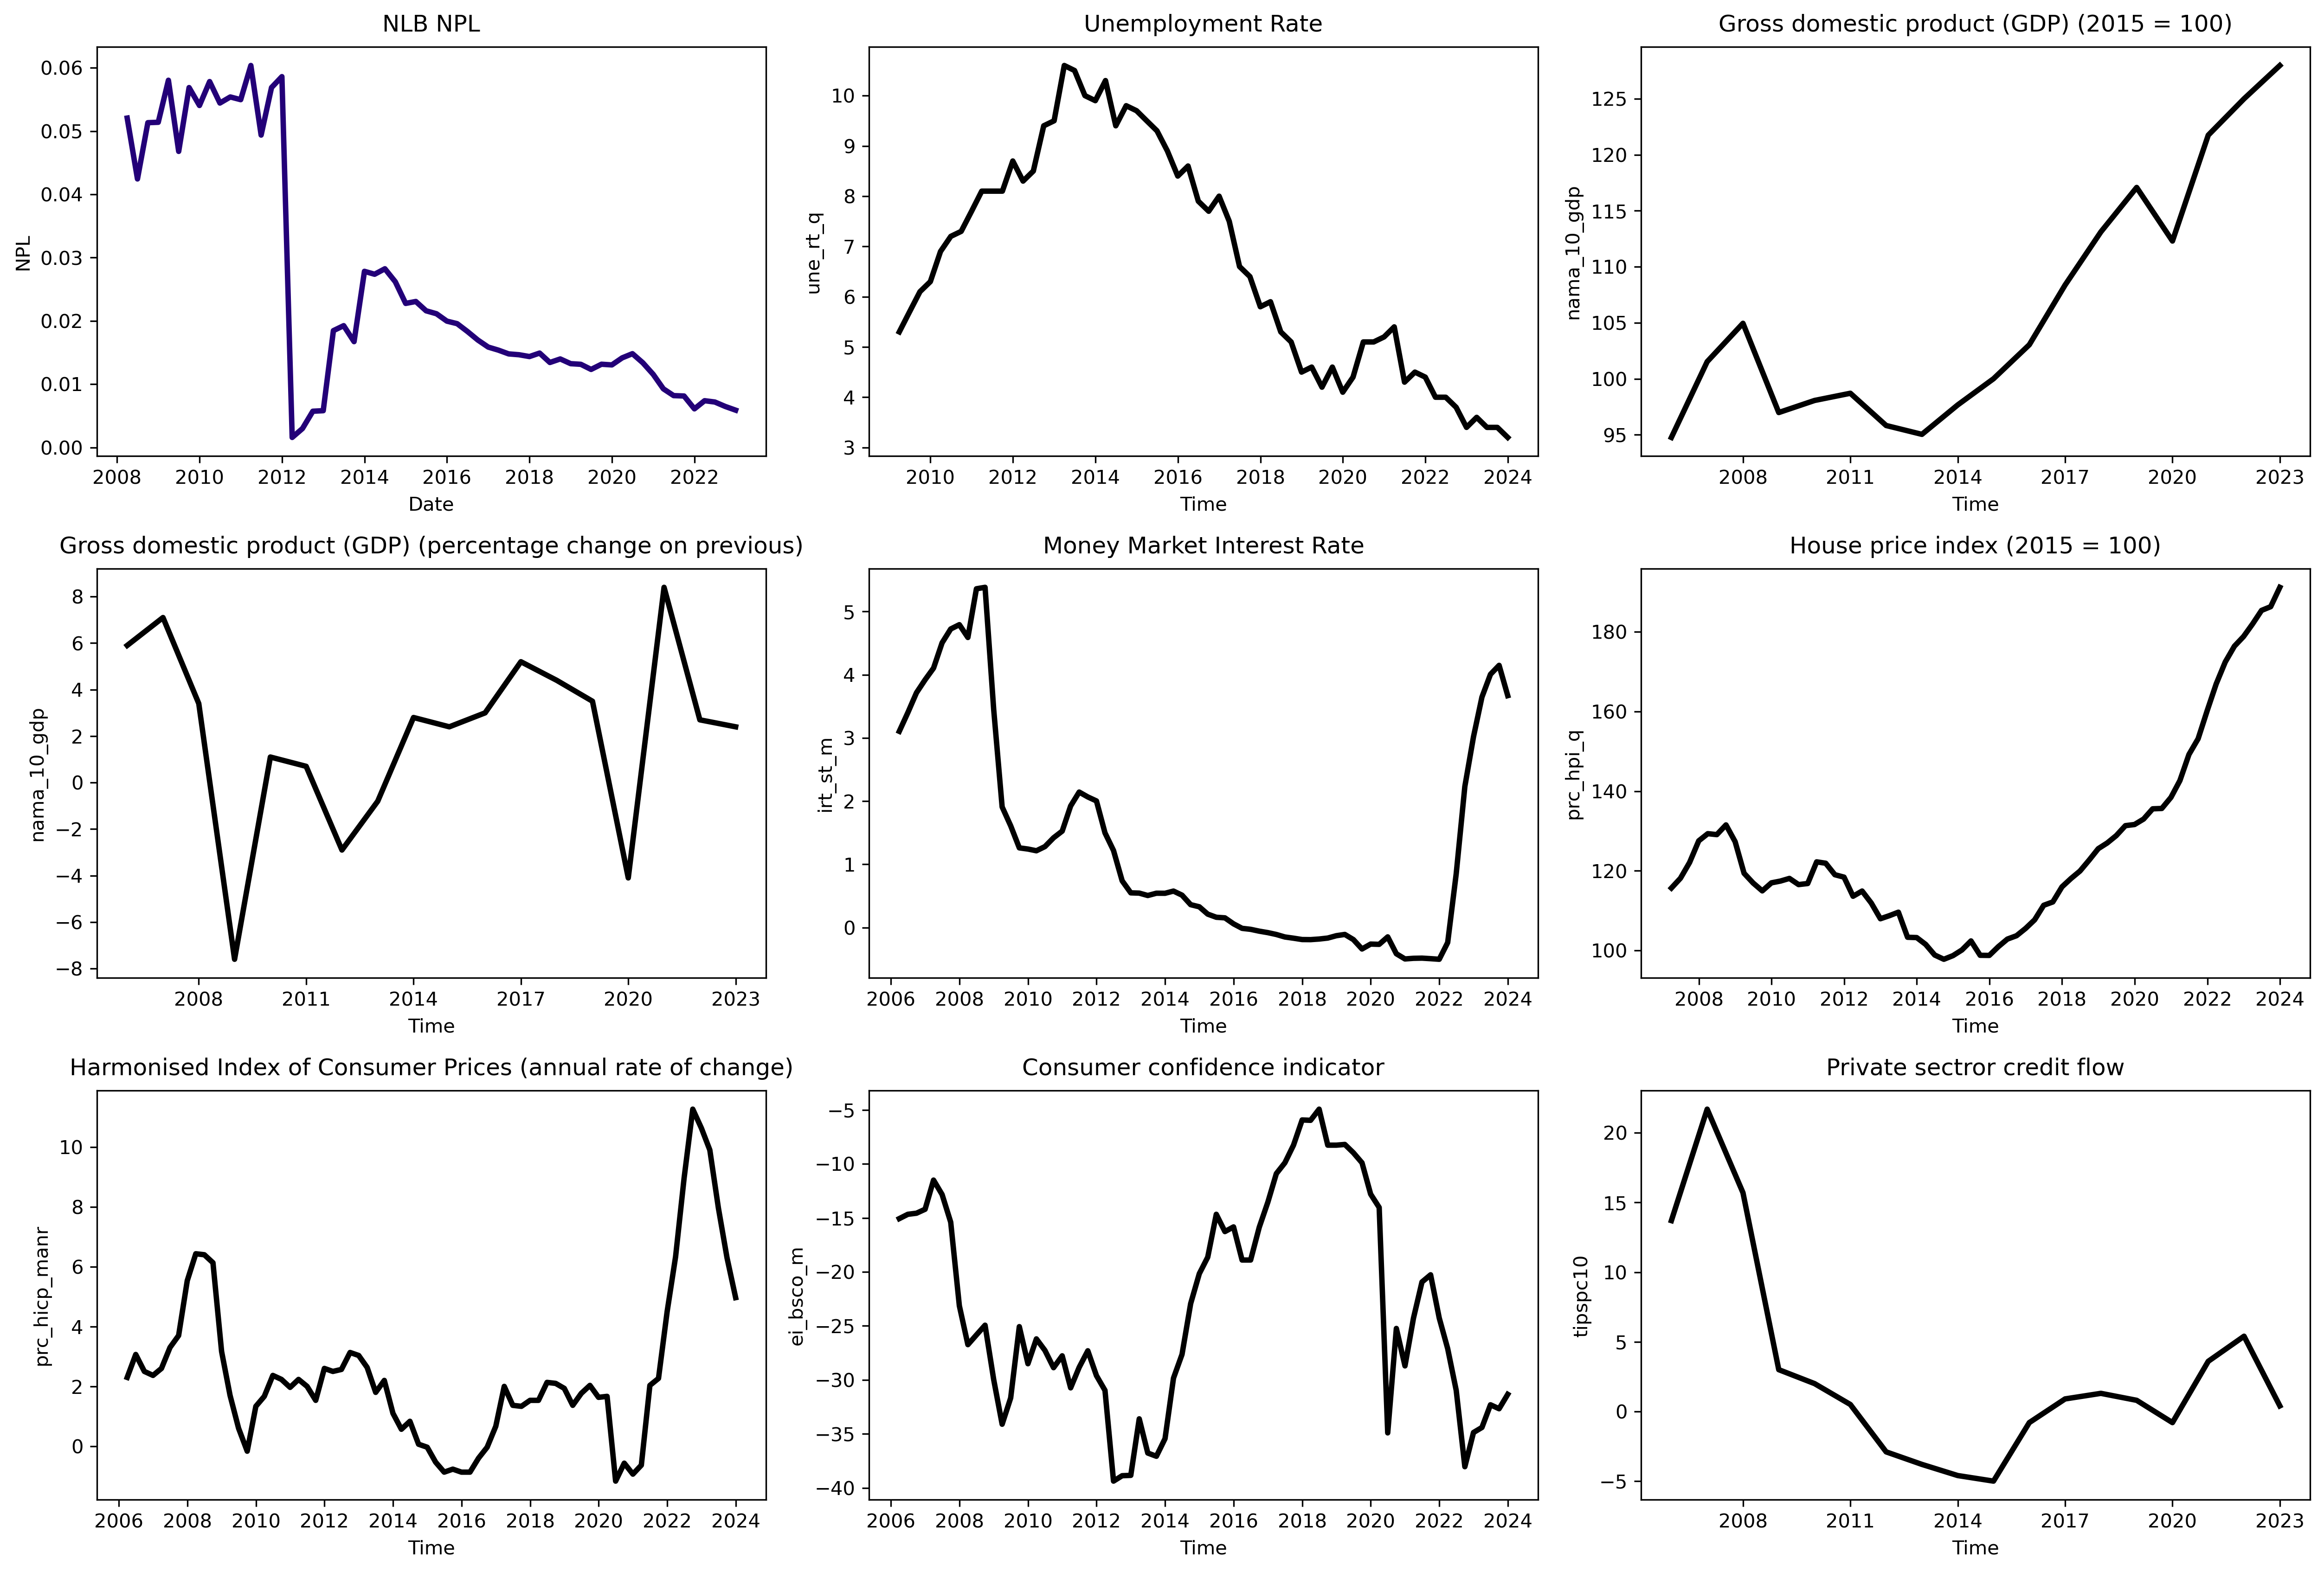 NLB NPL
NPL
0.06
0.05
0.04
0.03
0.02
0.01
0.00
2008 2010 2012 2014 2016 2018 2020 2022
Date
Unemployment Rate
une_rt_q
10
9
8
7
6
5
4
3
2010 2012 2014 2016 2018 2020 2022 2024
Time
Gross domestic product (GDP) (2015 = 100)
nama_10_gdp
125
120
115
110
105
100
95
2008 2011 2014 2017 2020 2023
Time
Gross domestic product (GDP) (percentage change on previous)
nama_10_gdp
8
6
4
2
0
−2
−4
−6
−8
2008 2011 2014 2017 2020 2023
Time
Money Market Interest Rate
irt_st_m
5
4
3
2
1
0
2006 2008 2010 2012 2014 2016 2018 2020 2022 2024
Time
House price index (2015 = 100)
prc_hpi_q
180
160
140
120
100
2008 2010 2012 2014 2016 2018 2020 2022 2024
Time
Harmonised Index of Consumer Prices (annual rate of change)
prc_hicp_manr
10
8
6
4
2
0
2006 2008 2010 2012 2014 2016 2018 2020 2022 2024
Time
Consumer confidence indicator
ei_bsco_m
−5
−10
−15
−20
−25
−30
−35
−40
2006 2008 2010 2012 2014 2016 2018 2020 2022 2024
Time
Private sectror credit flow
tipspc10
20
15
10
5
0
−5
2008 2011 2014 2017 2020 2023
Time